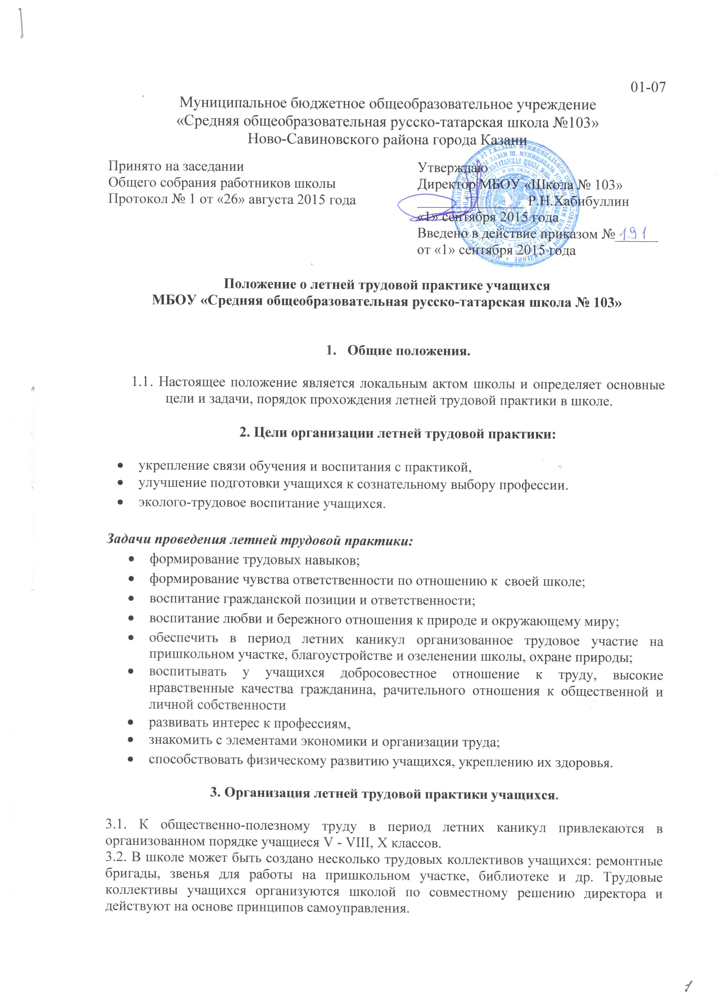 01-07
Муниципальное бюджетное общеобразовательное учреждение
«Средняя общеобразовательная русско-татарская школа №103»
Ново-Савиновского района города Казани
Принято на заседании
Общего собрания работников школы
Протокол № 1 от «26» августа 2015 года
Утверждаю
Директор МБОУ «Школа № 103»
_______________ Р.Н.Хабибуллин
«1» сентября 2015 года
Введено в действие приказом № 191
от «1» сентября 2015 года
Положение о летней трудовой практике учащихся
МБОУ «Средняя общеобразовательная русско-татарская школа № 103»
1. Общие положения.
1.1. Настоящее положение является локальным актом школы и определяет основные
цели и задачи, порядок прохождения летней трудовой практики в школе.
2. Цели организации летней трудовой практики:
• укрепление связи обучения и воспитания с практикой,
• улучшение подготовки учащихся к сознательному выбору профессии.
• эколого-трудовое воспитание учащихся.
Задачи проведения летней трудовой практики:
• формирование трудовых навыков;
• формирование чувства ответственности по отношению к своей школе;
• воспитание гражданской позиции и ответственности;
• воспитание любви и бережного отношения к природе и окружающему миру;
• обеспечить в период летних каникул организованное трудовое участие на
пришкольном участке, благоустройстве и озеленении школы, охране природы;
• воспитывать у учащихся добросовестное отношение к труду, высокие
нравственные качества гражданина, рачительного отношения к общественной и
личной собственности
• развивать интерес к профессиям,
• знакомить с элементами экономики и организации труда;
• способствовать физическому развитию учащихся, укреплению их здоровья.
3. Организация летней трудовой практики учащихся.
3.1. К общественно-полезному труду в период летних каникул привлекаются в
организованном порядке учащиеся V - VIII, X классов.
3.2. В школе может быть создано несколько трудовых коллективов учащихся: ремонтные
бригады, звенья для работы на пришкольном участке, библиотеке и др. Трудовые
коллективы учащихся организуются школой по совместному решению директора и
действуют на основе принципов самоуправления.
1